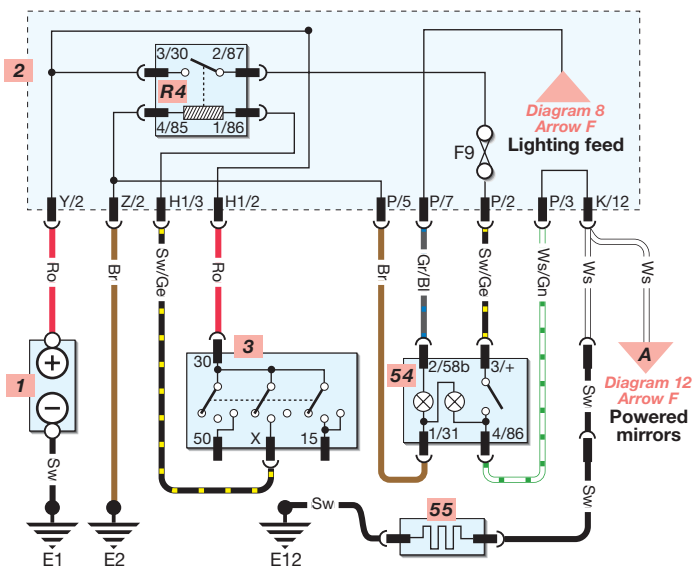 2
3/30 2/87
R4
4/85 1/86
F9
Diagram 8
Arrow F
Lighting feed
Y/2 Z/2 H1/3 H1/2 P/5 P/7 P/2 P/3 K/12
Ro Br Sw/Ge Ro Br Gr/Bl Sw/Ge Ws/Gn Ws Ws
1
+
−
3
30
50 X 15
54
2/58b 3/+
1/31 4/86
A
Diagram 12
Arrow F
Powered
mirrors
Sw
Sw
Sw
Sw
55
E1 E2 E12